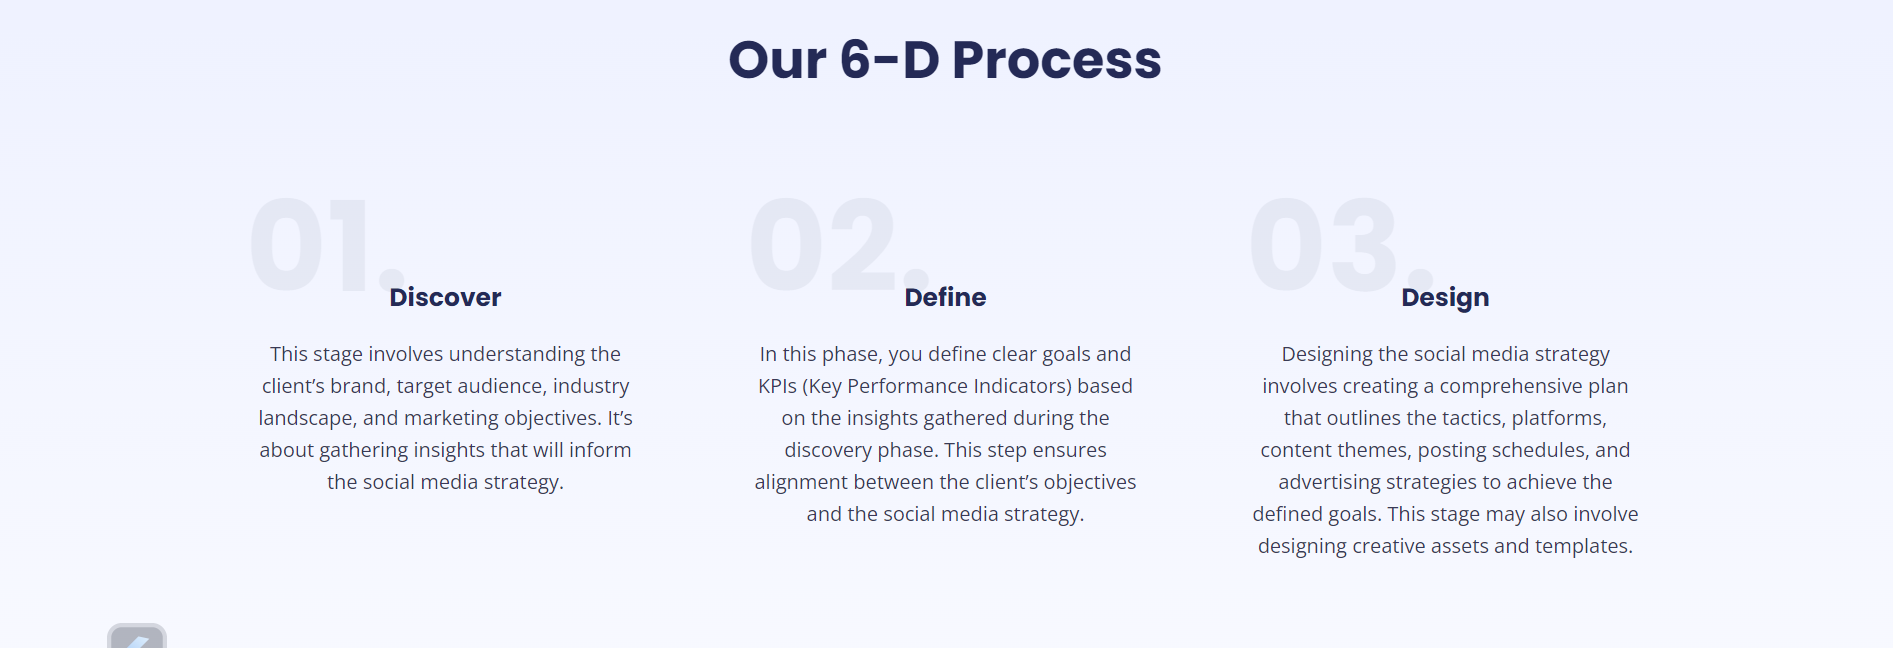 Our 6-D Process
01.
Discover
This stage involves understanding the
client’s brand, target audience, industry
landscape, and marketing objectives. It’s
about gathering insights that will inform
the social media strategy.
02.
Define
In this phase, you define clear goals and
KPIs (Key Performance Indicators) based
on the insights gathered during the
discovery phase. This step ensures
alignment between the client’s objectives
and the social media strategy.
03.
Design
Designing the social media strategy
involves creating a comprehensive plan
that outlines the tactics, platforms,
content themes, posting schedules, and
advertising strategies to achieve the
defined goals. This stage may also involve
designing creative assets and templates.